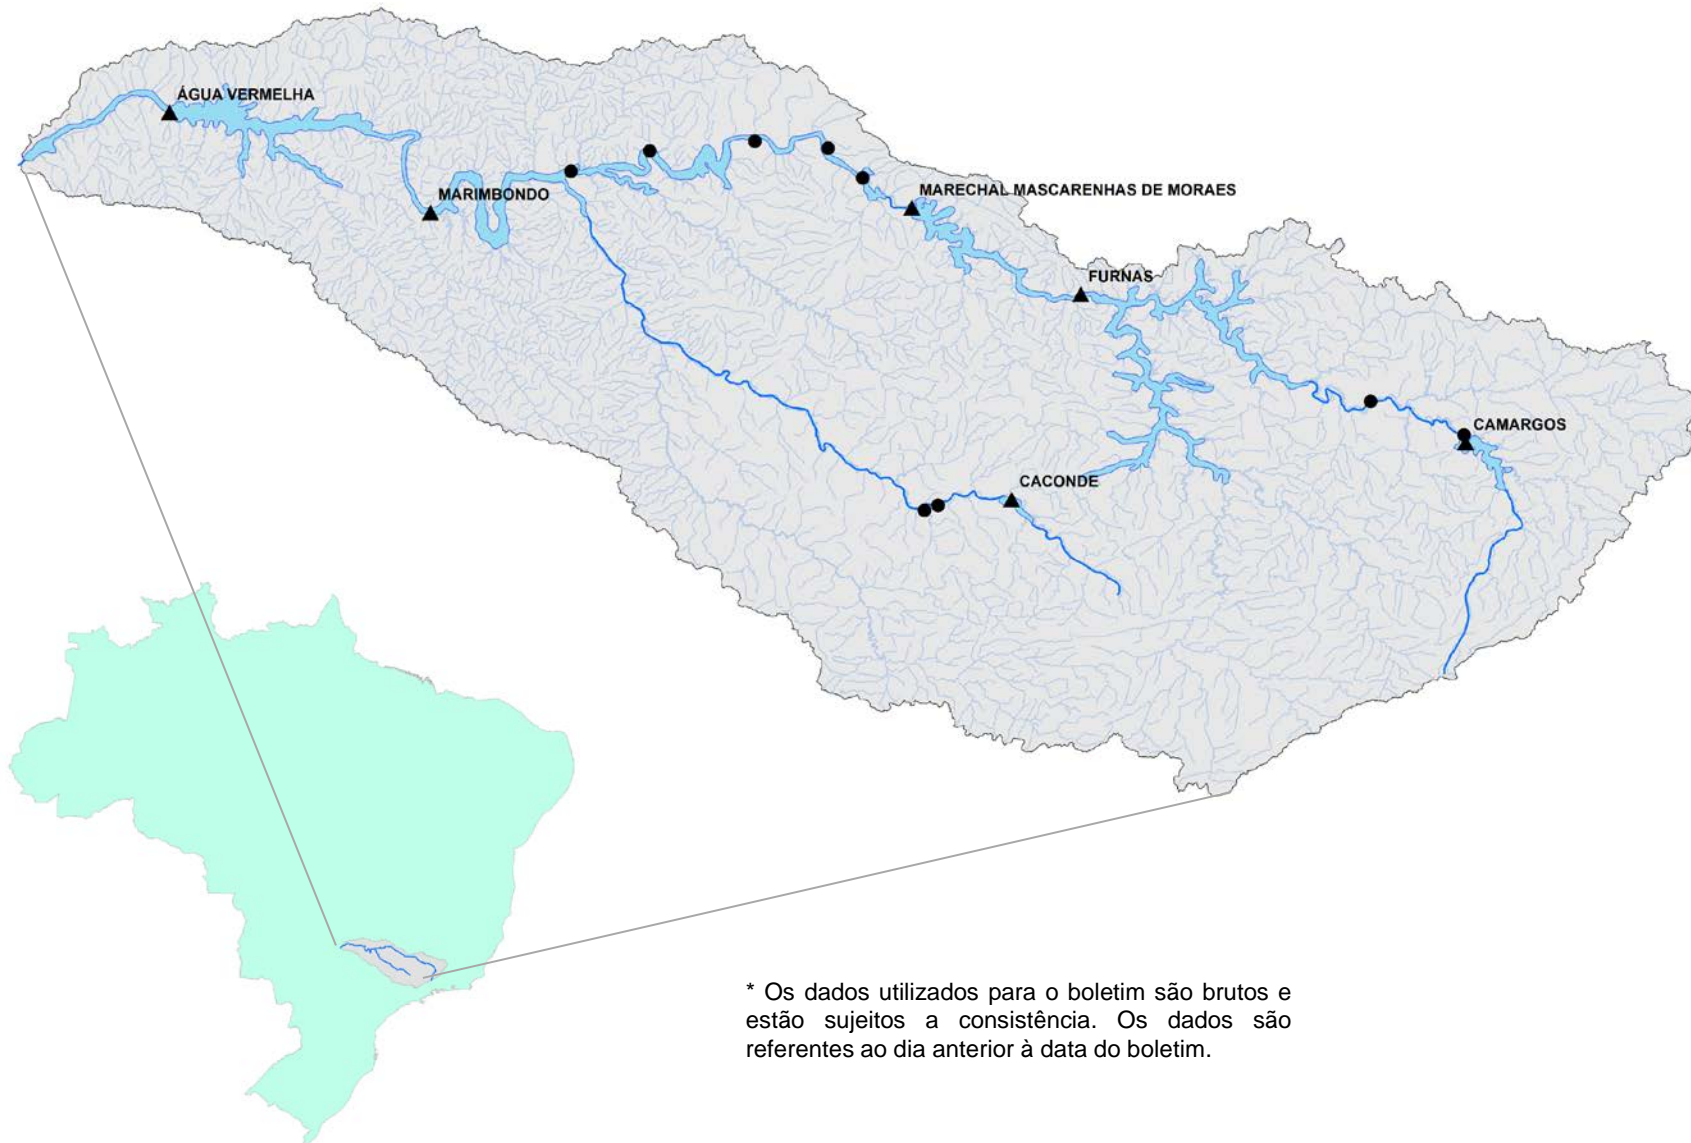 ÁGUA VERMELHA
MARIMBONDO
MARECHAL MASCARENHAS DE MORAES
FURNAS
CAMARGOS
CACONDE
* Os dados utilizados para o boletim são brutos e
estão sujeitos a consistência. Os dados são
referentes ao dia anterior à data do boletim.